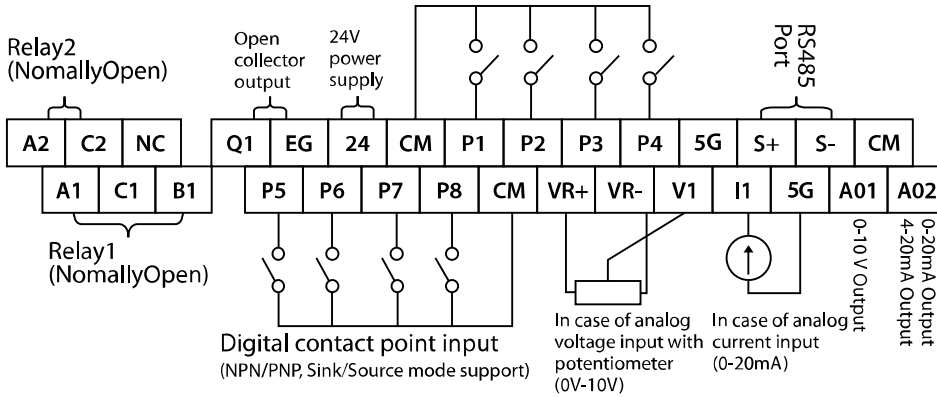 Relay2
(NomallyOpen)
Open
collector
output
24V
power
supply
RS485
Port
A2 C2 NC Q1 EG 24 CM P1 P2 P3 P4 5G S+ S- CM
A1 C1 B1 P5 P6 P7 P8 CM VR+ VR- V1 I1 5G A01 A02
Relay1
(NomallyOpen)
Digital contact point input
(NPN/PNP, Sink/Source mode support)
In case of analog
voltage input with
potentiometer
(0V-10V)
In case of analog
current input
(0-20mA)
0-10 V Output
0-20mA Output
4-20mA Output